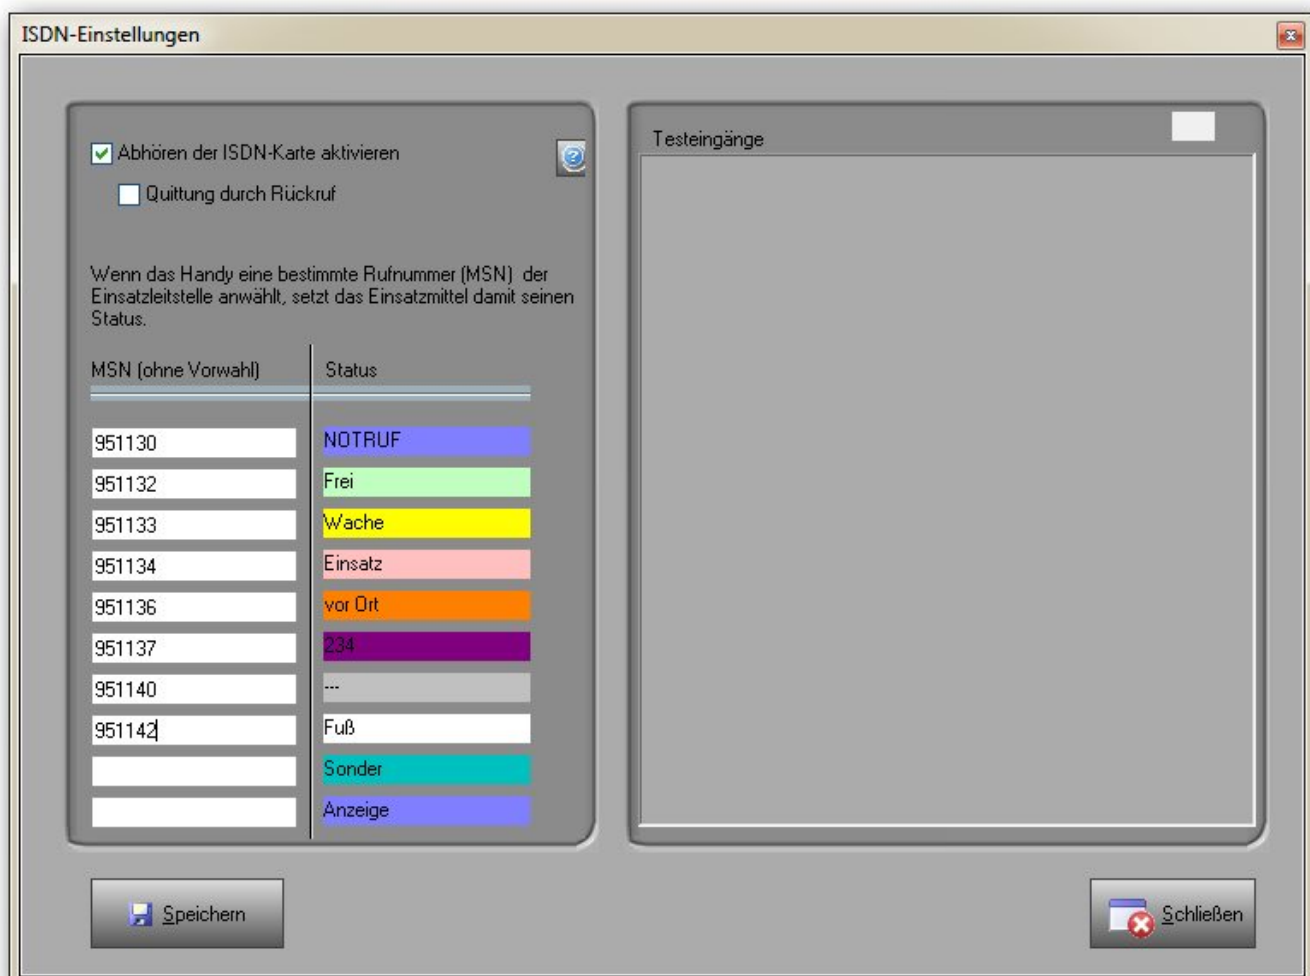 ISDN-Einstellungen
Abhören der ISDN-Karte aktivieren
Quittung durch Rückruf
Wenn das Handy eine bestimmte Rufnummer (MSN) der
Einsatzleitstelle anwählt, setzt das Einsatzmittel damit seinen
Status.
MSN (ohne Vorwahl) Status
951130 NOTRUF
951132 Frei
951133 Wache
951134 Einsatz
951136 vor Ort
951137 234
951140 ---
951142 Fuß
Sonder
Anzeige
Speichern
Testeingänge
Schließen